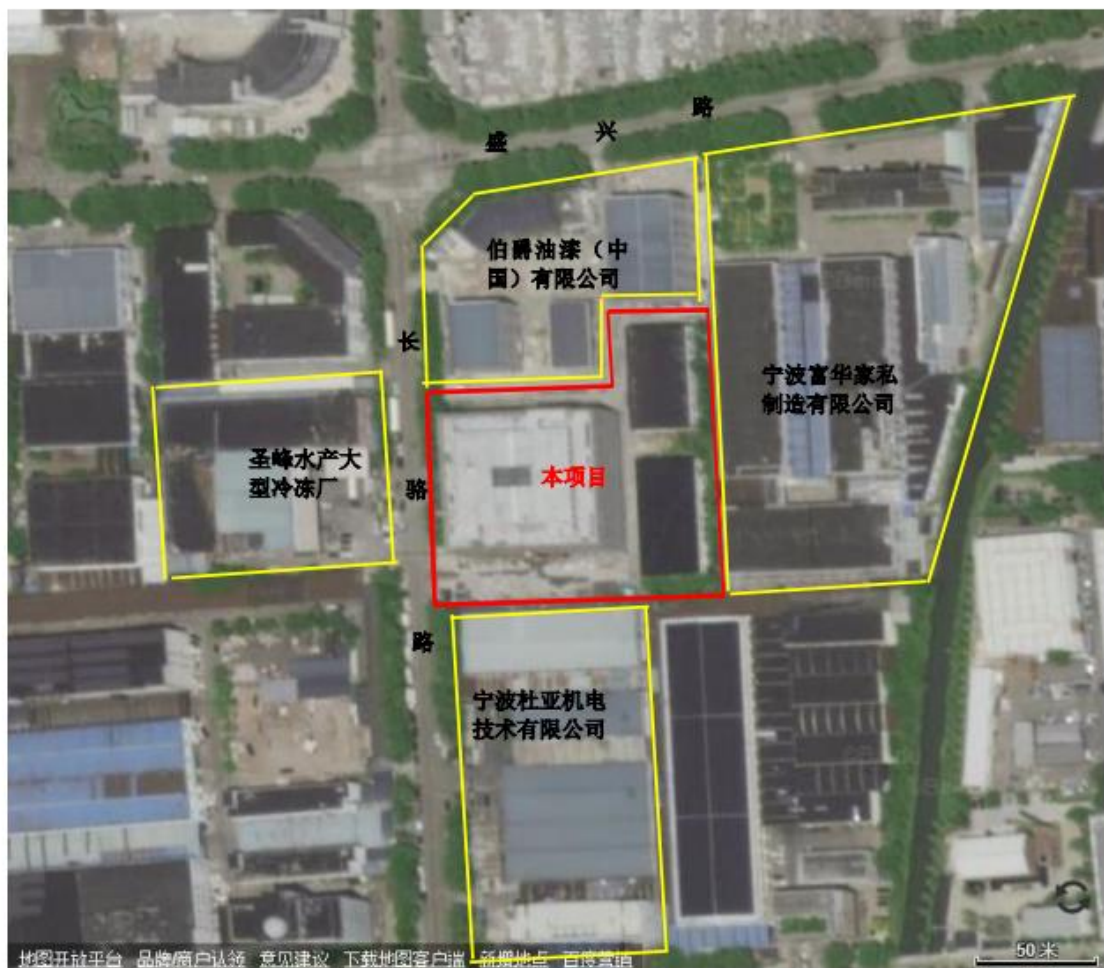 盛兴路
伯爵油漆（中
国）有限公司
长骆路
宁波富华家私
制造有限公司
圣峰水产大
型冷冻厂
本项目
宁波杜亚机电
技术有限公司
地图开放平台 品牌/商户认领 意见建议 下载地图客户端 新增地点 百度营销
50 米